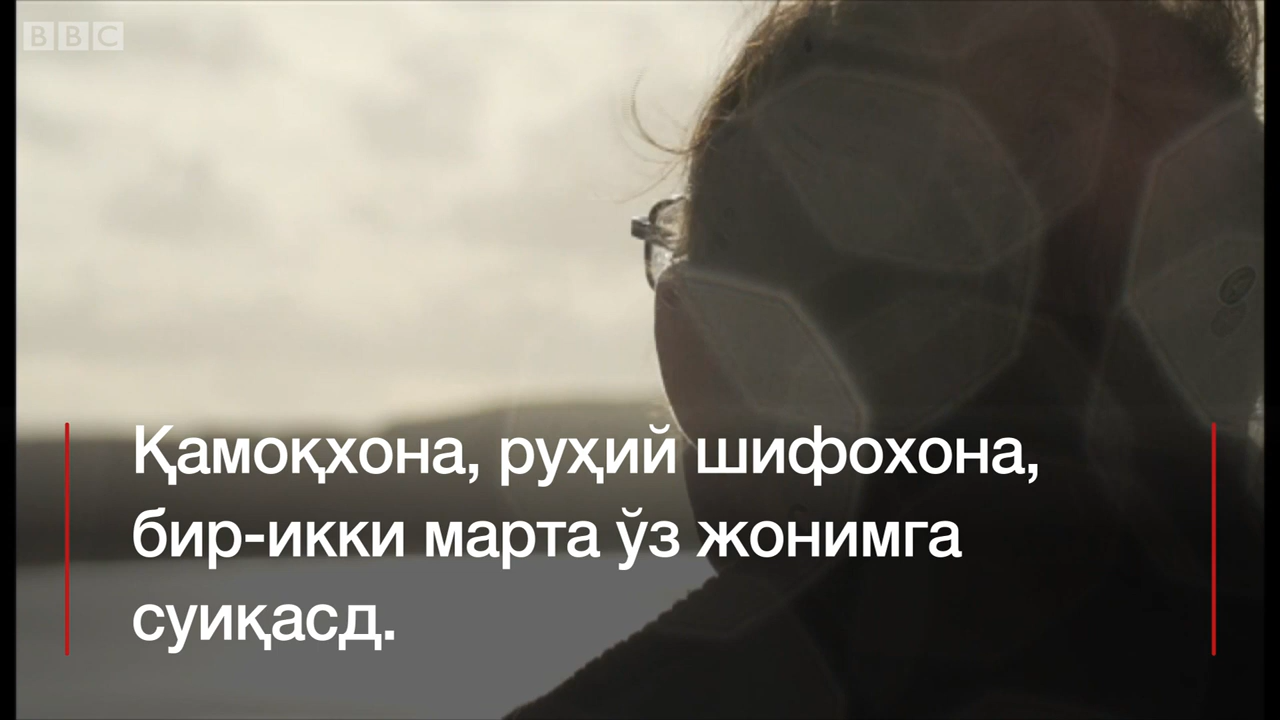 BBC
Қамоқхона, руҳий шифохона,
бир-икки марта ўз жонимга
суиқасд.